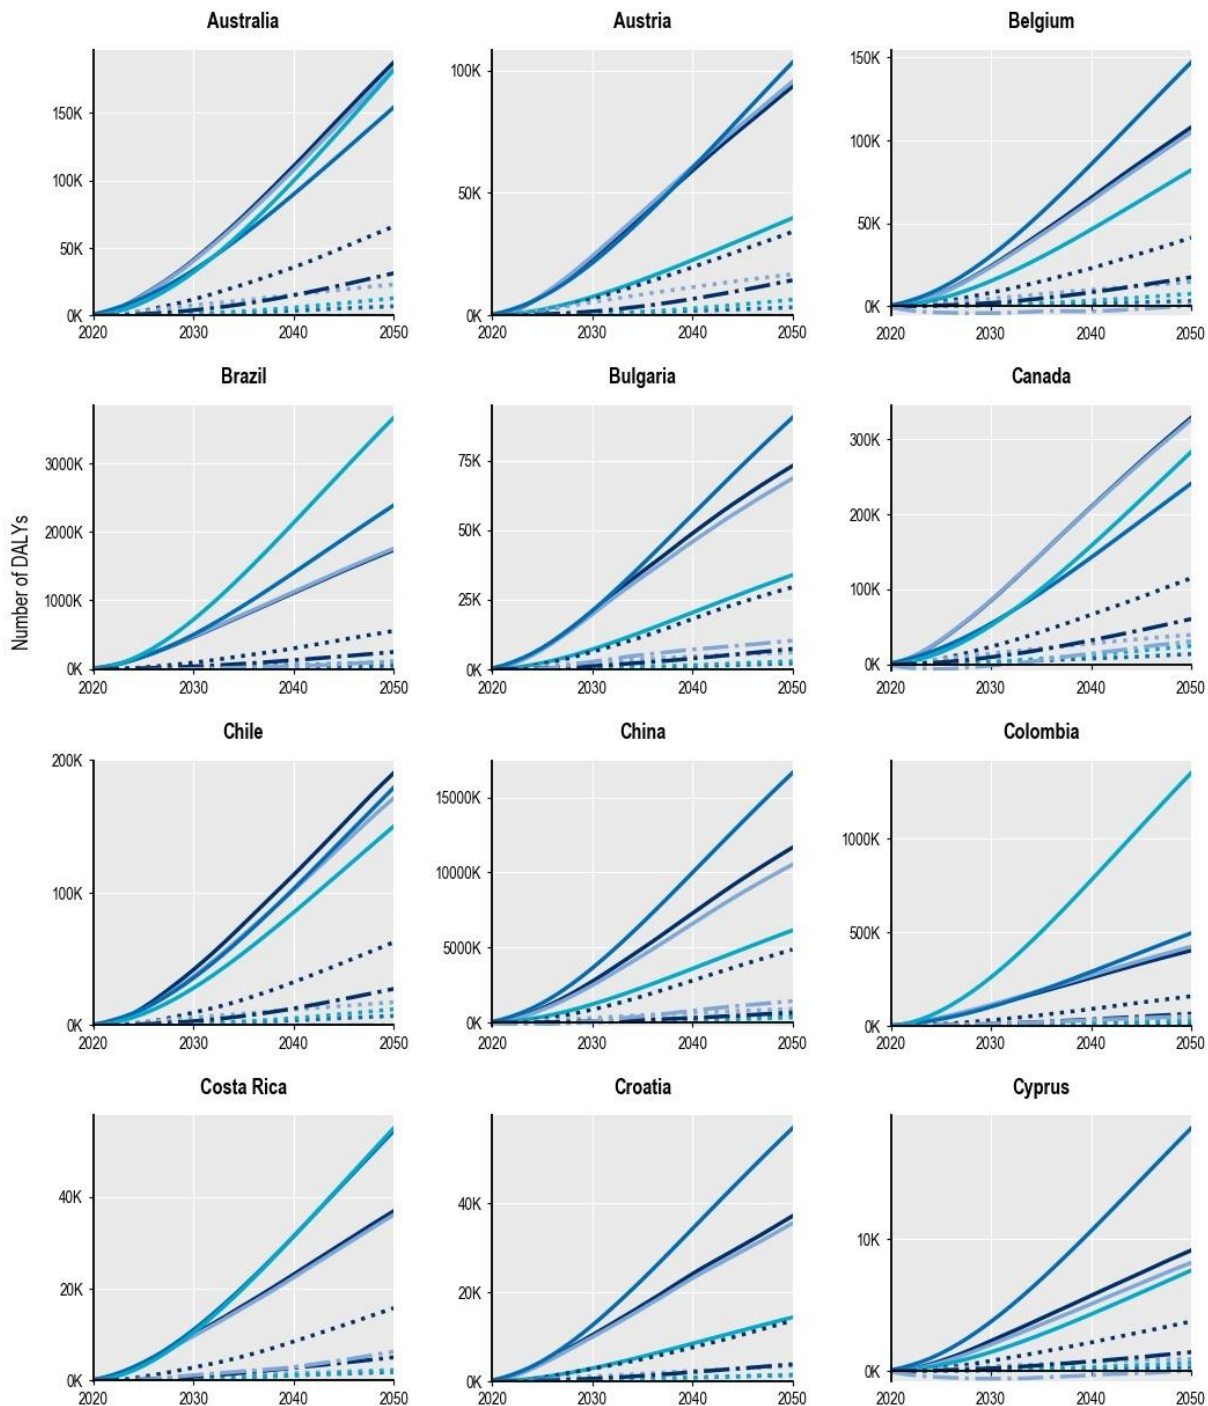 Australia
Austria
Belgium
150K
100K
50K
0K
2020 2030 2040 2050
100K
50K
0K
2020 2030 2040 2050
150K
100K
50K
0K
2020 2030 2040 2050
Number of DALYs
Brazil
Bulgaria
Canada
3000K
2000K
1000K
0K
2020 2030 2040 2050
75K
50K
25K
0K
2020 2030 2040 2050
300K
200K
100K
0K
2020 2030 2040 2050
Chile
China
Colombia
200K
100K
0K
2020 2030 2040 2050
15000K
10000K
5000K
0K
2020 2030 2040 2050
1000K
500K
0K
2020 2030 2040 2050
Costa Rica
Croatia
Cyprus
40K
20K
0K
2020 2030 2040 2050
40K
20K
0K
2020 2030 2040 2050
10K
0K
2020 2030 2040 2050